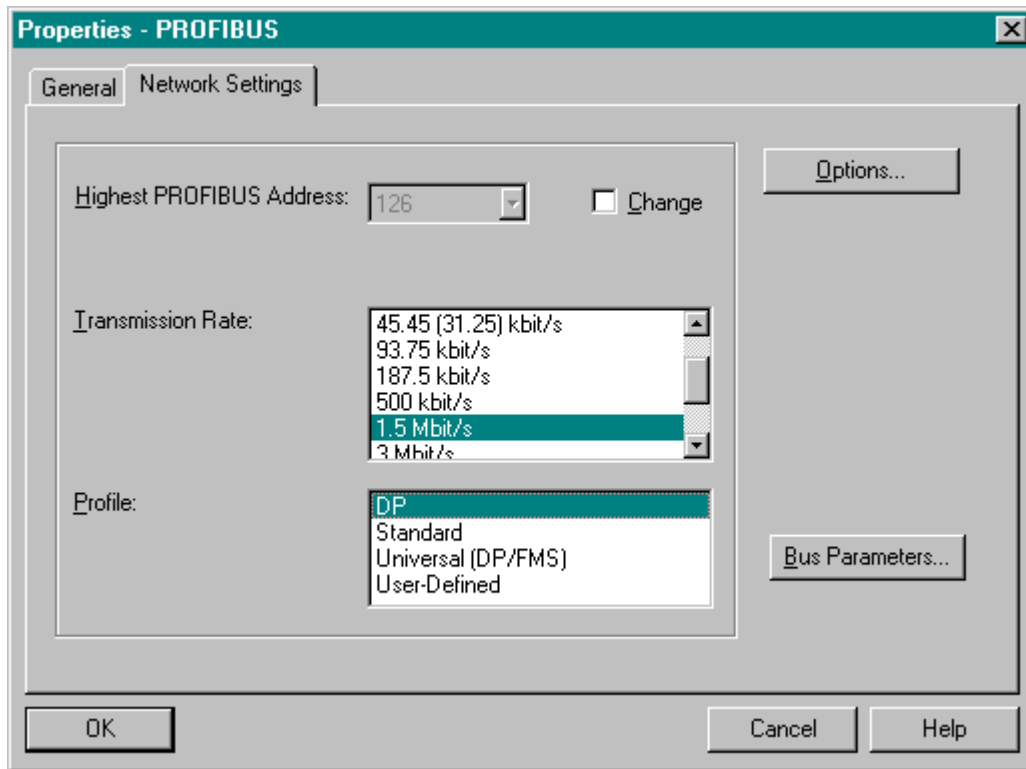 Properties - PROFIBUS
General
Network Settings
Highest PROFIBUS Address:
126
Change
Options...
Transmission Rate:
45.45 (31.25) kbit/s
93.75 kbit/s
187.5 kbit/s
500 kbit/s
1.5 Mbit/s
3 Mbit/s
Profile:
DP
Standard
Universal (DP/FMS)
User-Defined
Bus Parameters...
OK
Cancel
Help